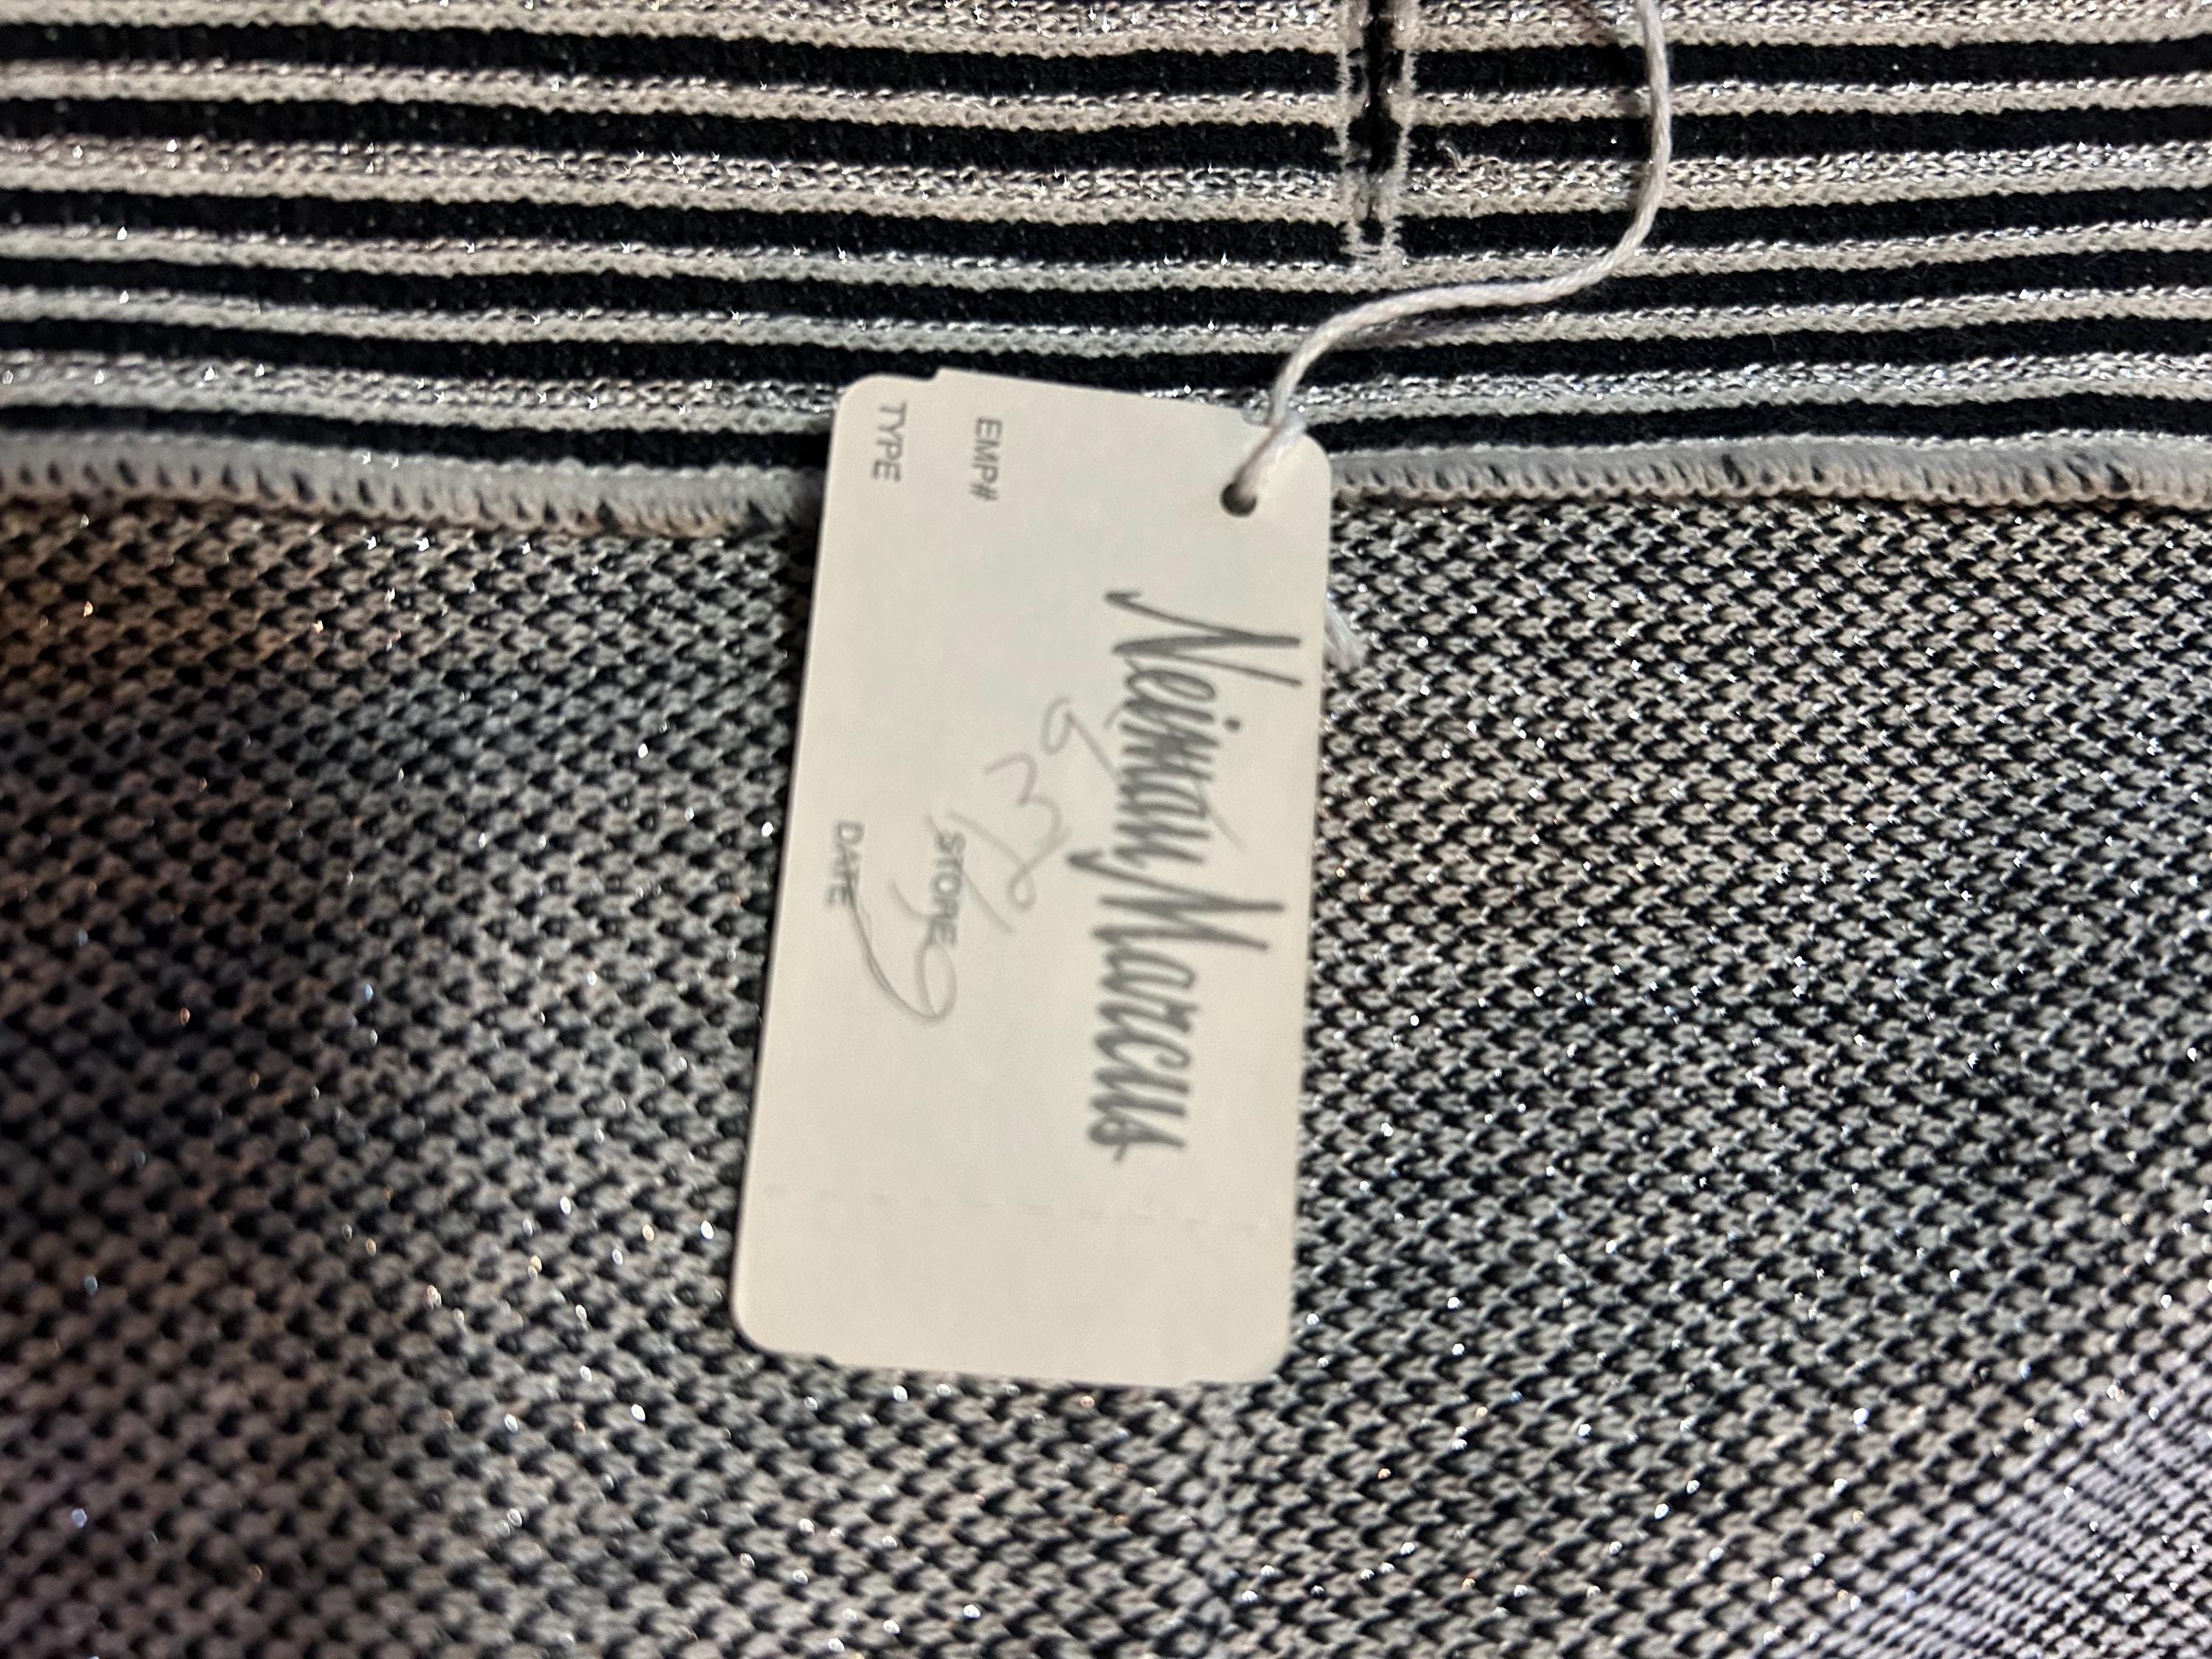 Neiman Marcus
EMP# STORE
TYPE DATE